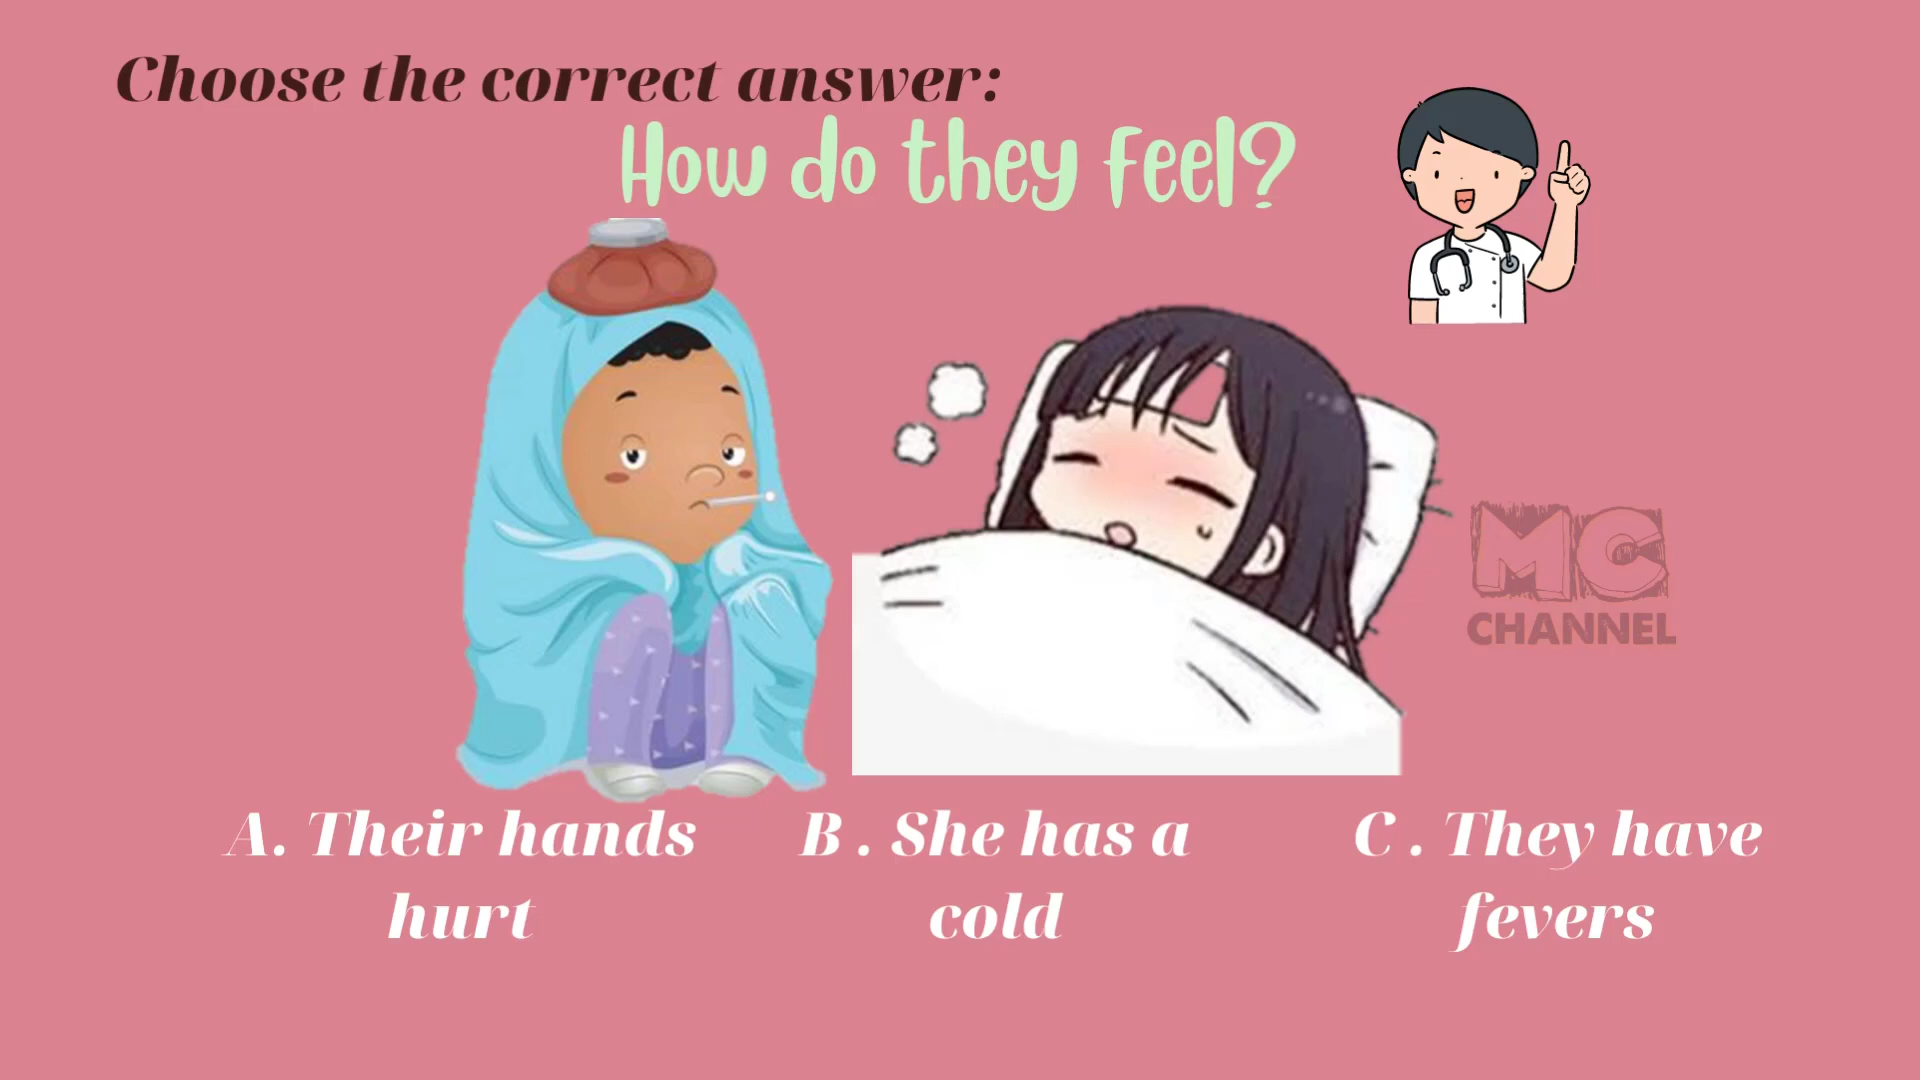 Choose the correct answer:
How do they feel?
MC
CHANNEL
A. Their hands
hurt
B . She has a
cold
C . They have
fevers